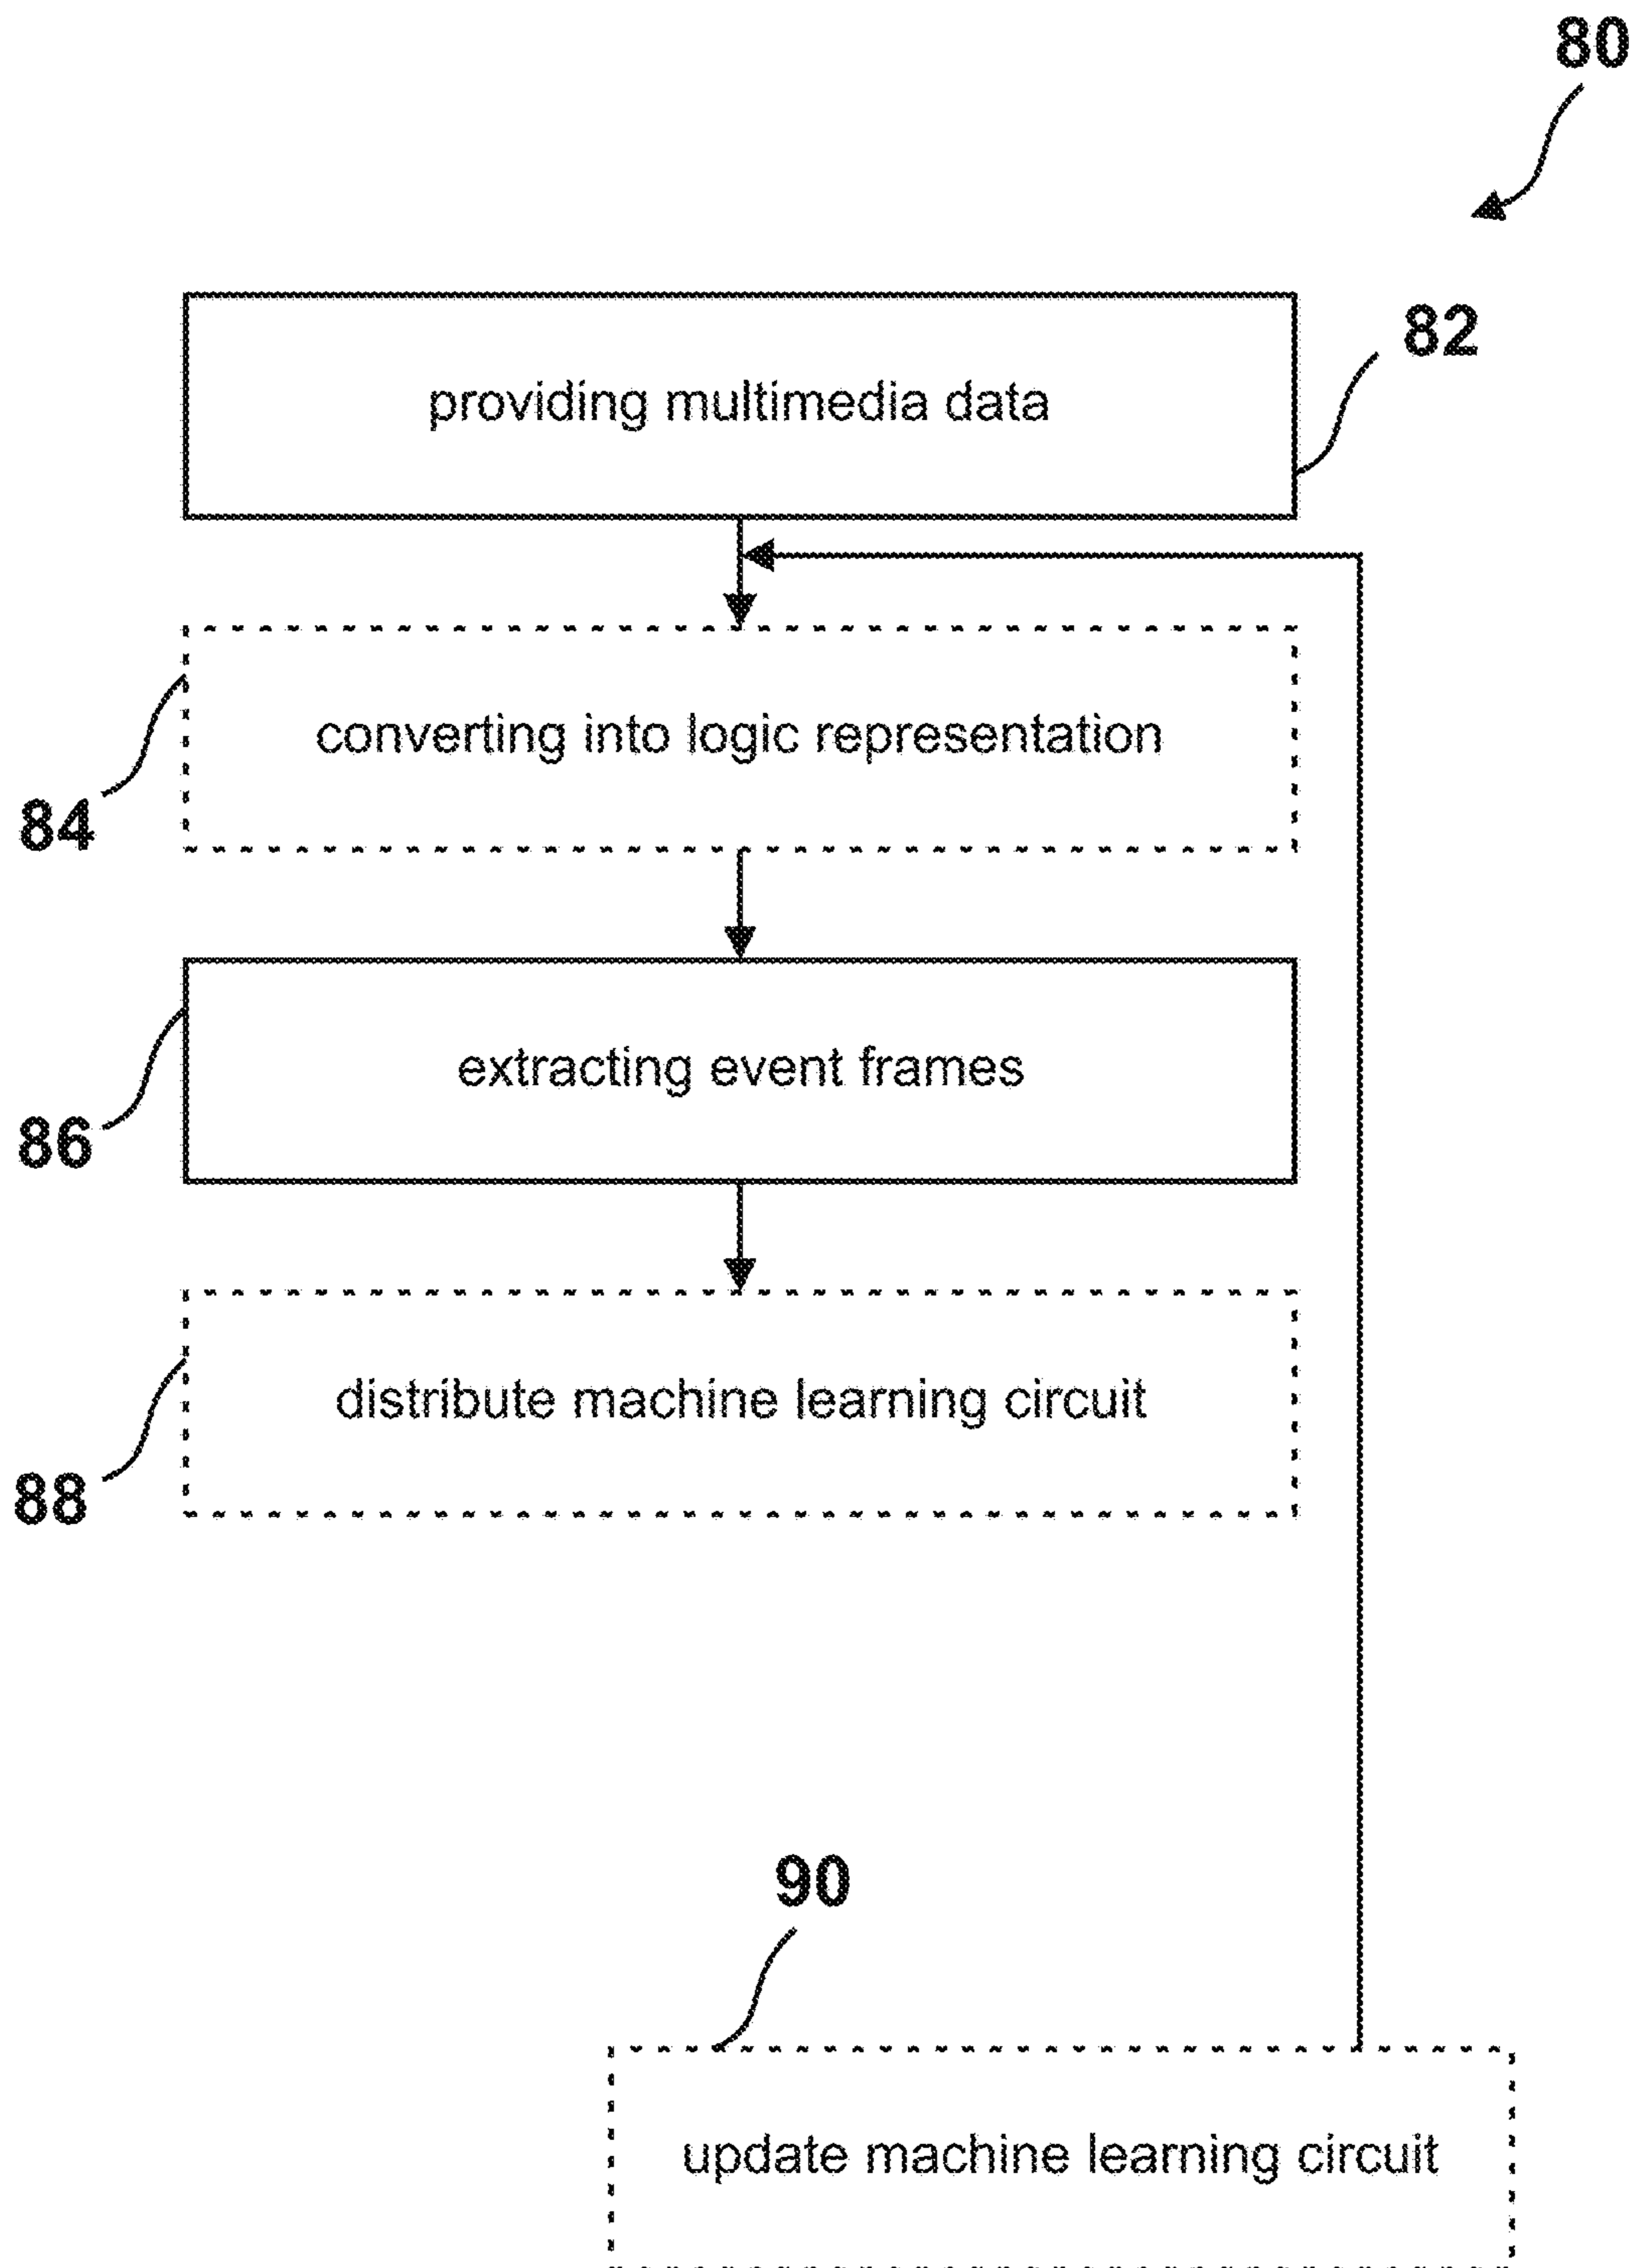 80
providing multimedia data
82
converting into logic representation
84
extracting event frames
86
distribute machine learning circuit
88
90
update machine learning circuit